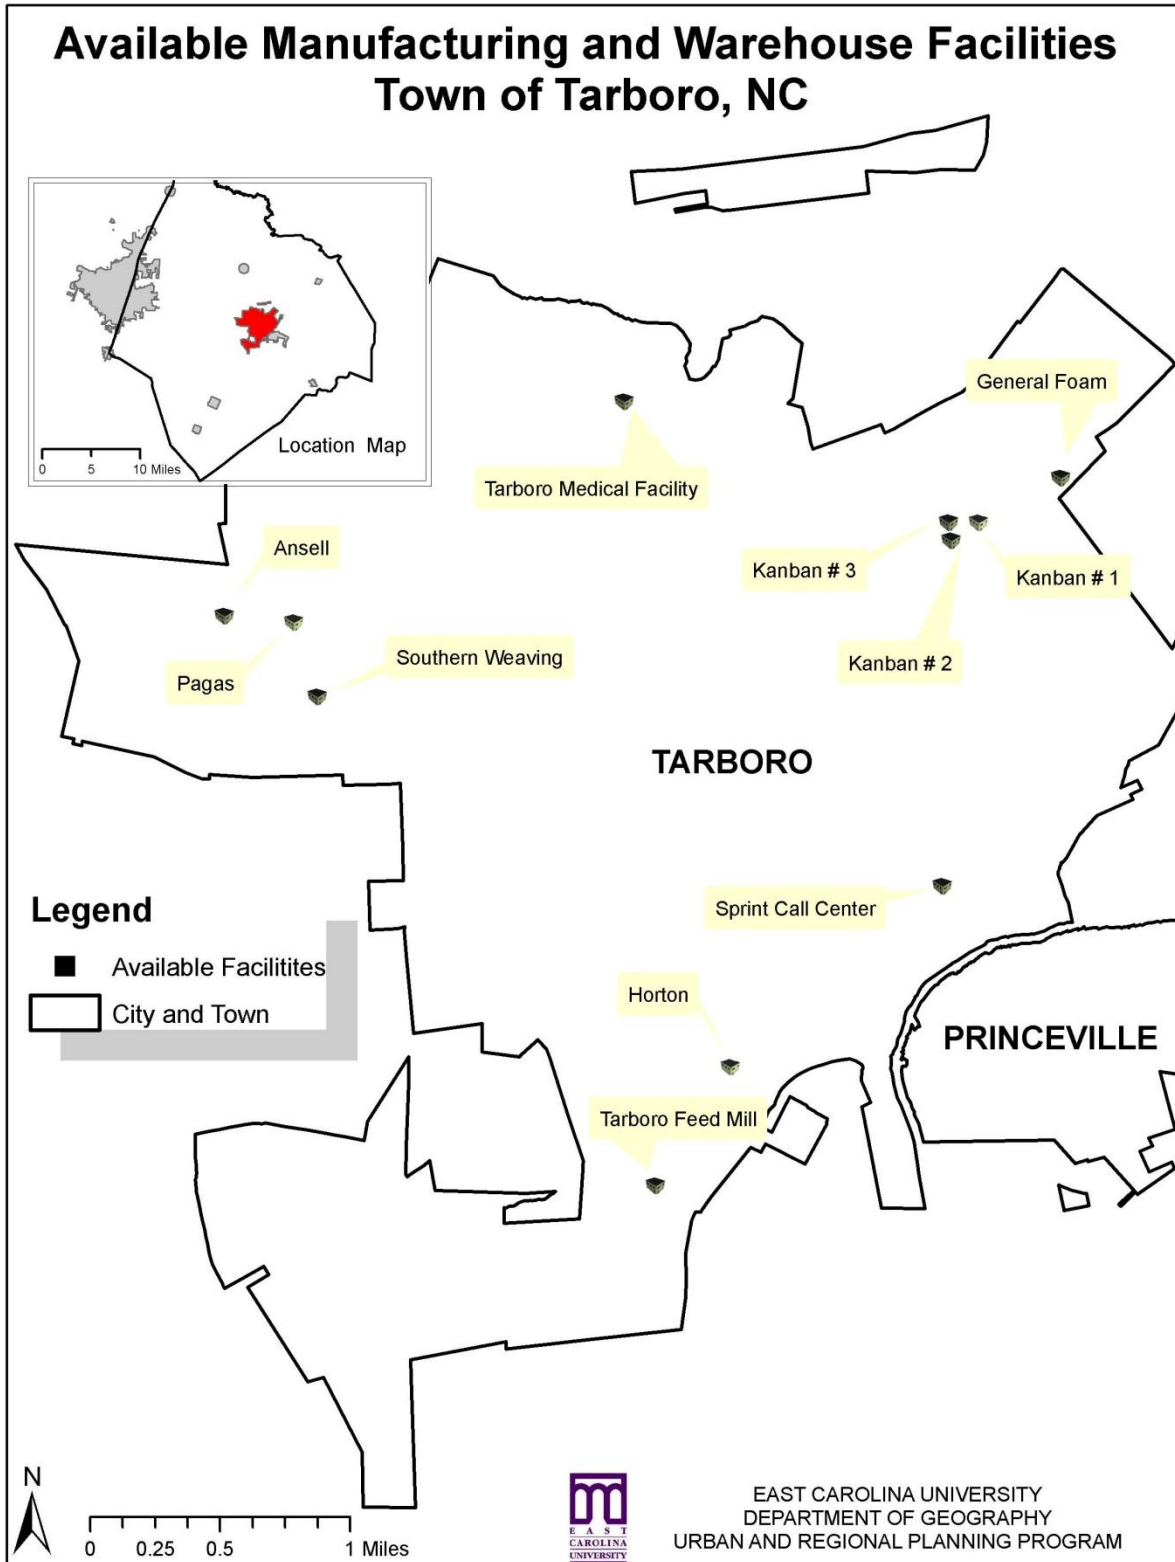 Available Manufacturing and Warehouse Facilities
Town of Tarboro, NC
0 5 10 Miles
Location Map
General Foam
Tarboro Medical Facility
Ansell
Kanban # 3
Kanban # 1
Southern Weaving
Kanban # 2
Pagas
TARBORO
Sprint Call Center
Legend
Available Facilitites
City and Town
Horton
PRINCEVILLE
Tarboro Feed Mill
N
0 0.25 0.5 1 Miles
EAST
CAROLINA
UNIVERSITY
EAST CAROLINA UNIVERSITY
DEPARTMENT OF GEOGRAPHY
URBAN AND REGIONAL PLANNING PROGRAM